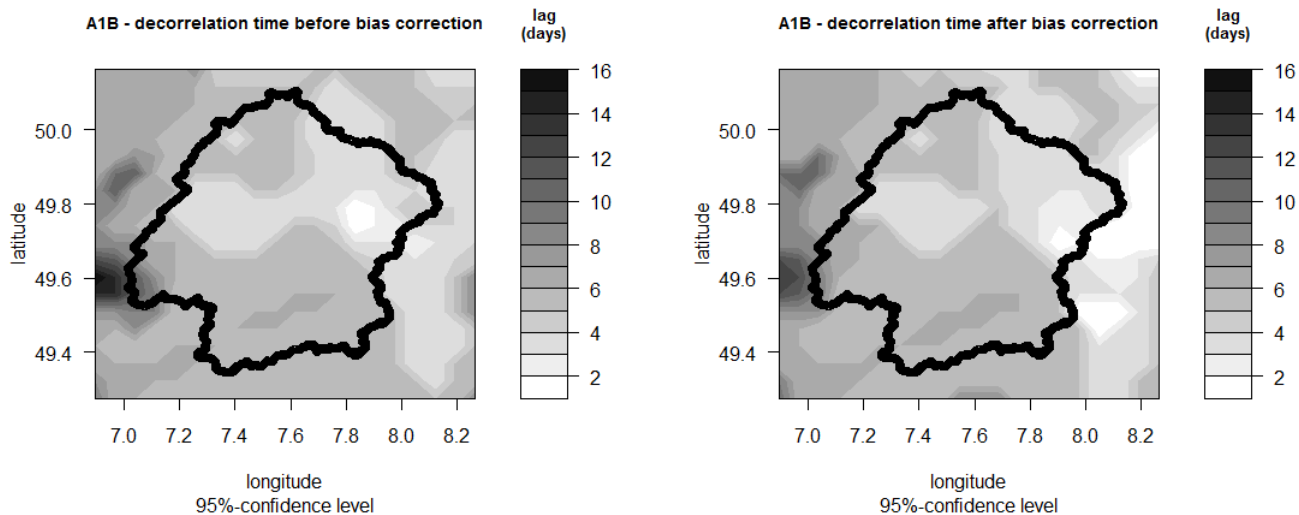 A1B - decorrelation time before bias correction
lag
(days)
16
14
12
10
8
6
4
2
50.0
49.8
49.6
49.4
latitude
7.0 7.2 7.4 7.6 7.8 8.0 8.2
longitude
95%-confidence level
A1B - decorrelation time after bias correction
lag
(days)
16
14
12
10
8
6
4
2
50.0
49.8
49.6
49.4
latitude
7.0 7.2 7.4 7.6 7.8 8.0 8.2
longitude
95%-confidence level